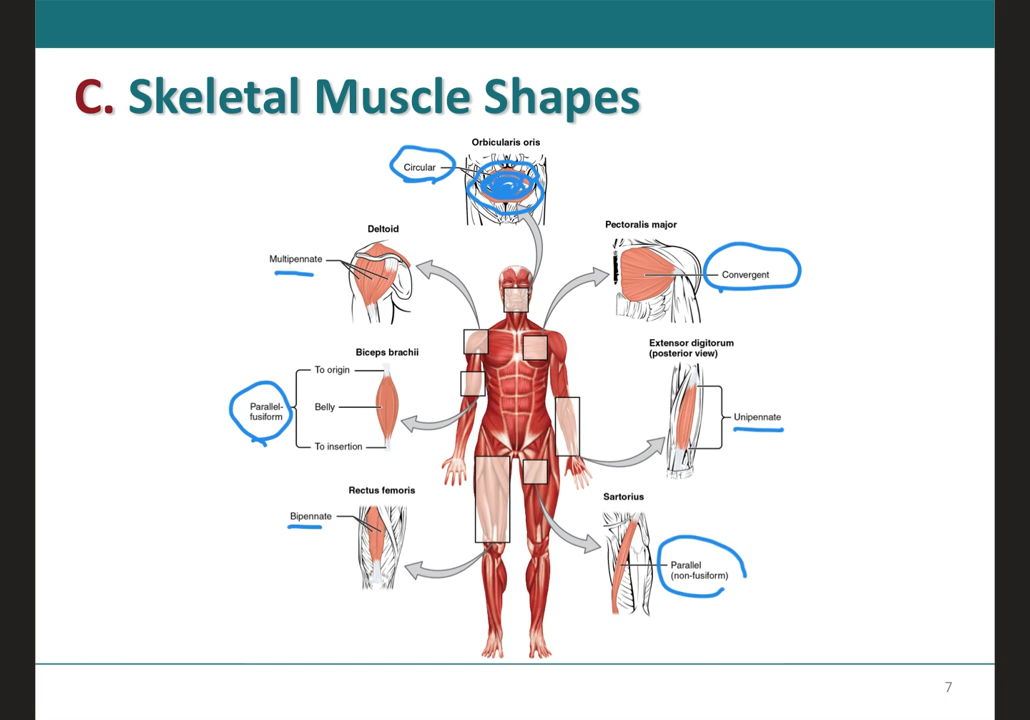 C. Skeletal Muscle Shapes
Orbicularis oris
Circular
Deltoid
Multipennate
Pectoralis major
Convergent
Biceps brachii
To origin
Parallel-
fusiform
Belly
To insertion
Extensor digitorum
(posterior view)
Unipennate
Rectus femoris
Bipennate
Sartorius
Parallel
(non-fusiform)
7